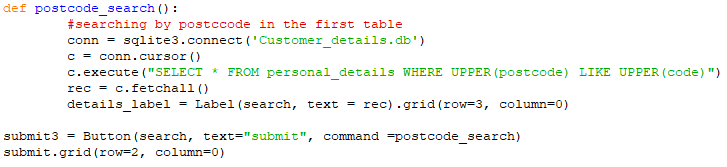 def postcode_search():
#searching by postccode in the first table
conn = sqlite3.connect('Customer_details.db')
c = conn.cursor()
c.execute("SELECT * FROM personal_details WHERE UPPER(postcode) LIKE UPPER(code)")
rec = c.fetchall()
details_label = Label(search, text = rec).grid(row=3, column=0)
submit3 = Button(search, text="submit", command =postcode_search)
submit.grid(row=2, column=0)